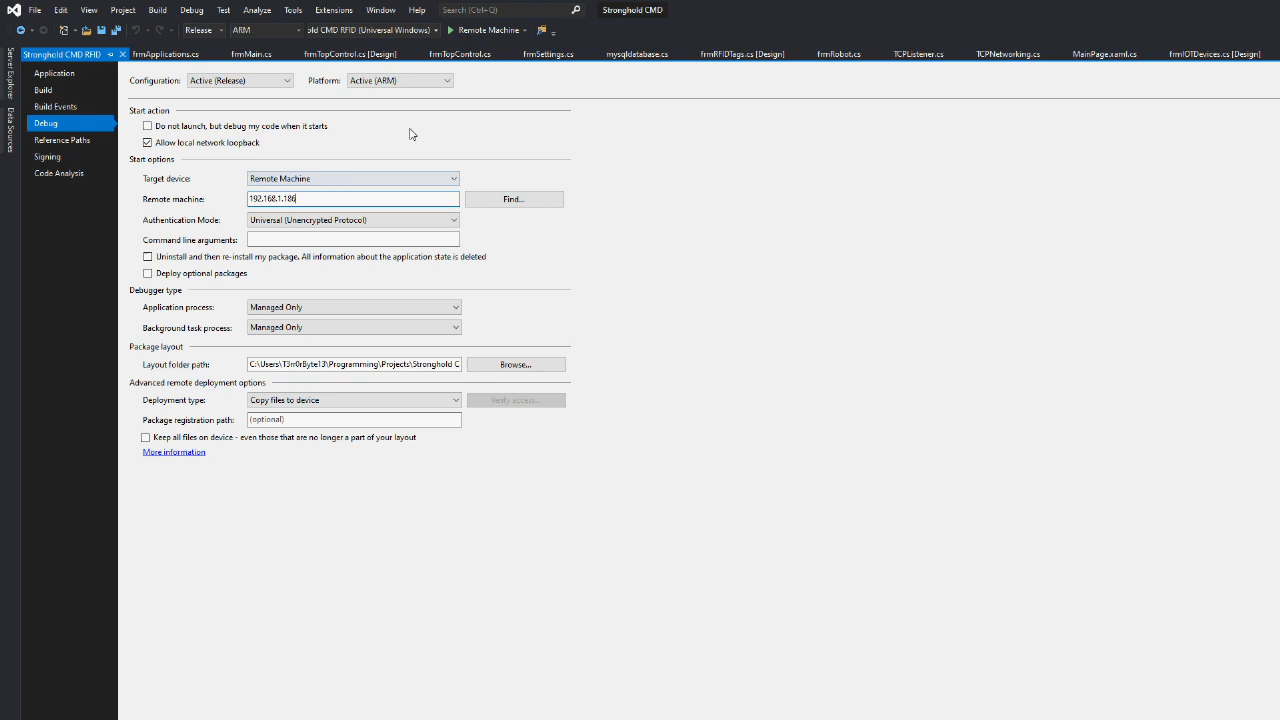 File Edit View Project Build Debug Test Analyze Tools Extensions Window Help Search (Ctrl+Q) Stronghold CMD
Release ARM old CMD RFID (Universal Windows) Remote Machine
Server Explorer
Data Sources
Stronghold CMD RFID frmApplications.cs frmMain.cs frmTopControl.cs [Design] frmTopControl.cs frmSettings.cs mysqldatabase.cs frmRFIDTags.cs [Design] frmRobot.cs TCPListener.cs TCPNetworking.cs MainPage.xaml.cs frmIOTDevices.cs [Design]
Application
Build
Build Events
Debug
Reference Paths
Signing
Code Analysis
Configuration: Active (Release) Platform: Active (ARM)
Start action
Do not launch, but debug my code when it starts
Allow local network loopback
Start options
Target device: Remote Machine
Remote machine: 192.168.1.186 Find...
Authentication Mode: Universal (Unencrypted Protocol)
Command line arguments:
Uninstall and then re-install my package. All information about the application state is deleted
Deploy optional packages
Debugger type
Application process: Managed Only
Background task process: Managed Only
Package layout
Layout folder path: C:\Users\T3rr0rByte13\Programming\Projects\Stronghold C Browse...
Advanced remote deployment options
Deployment type: Copy files to device Verify access...
Package registration path: (optional)
Keep all files on device - even those that are no longer a part of your layout
More information